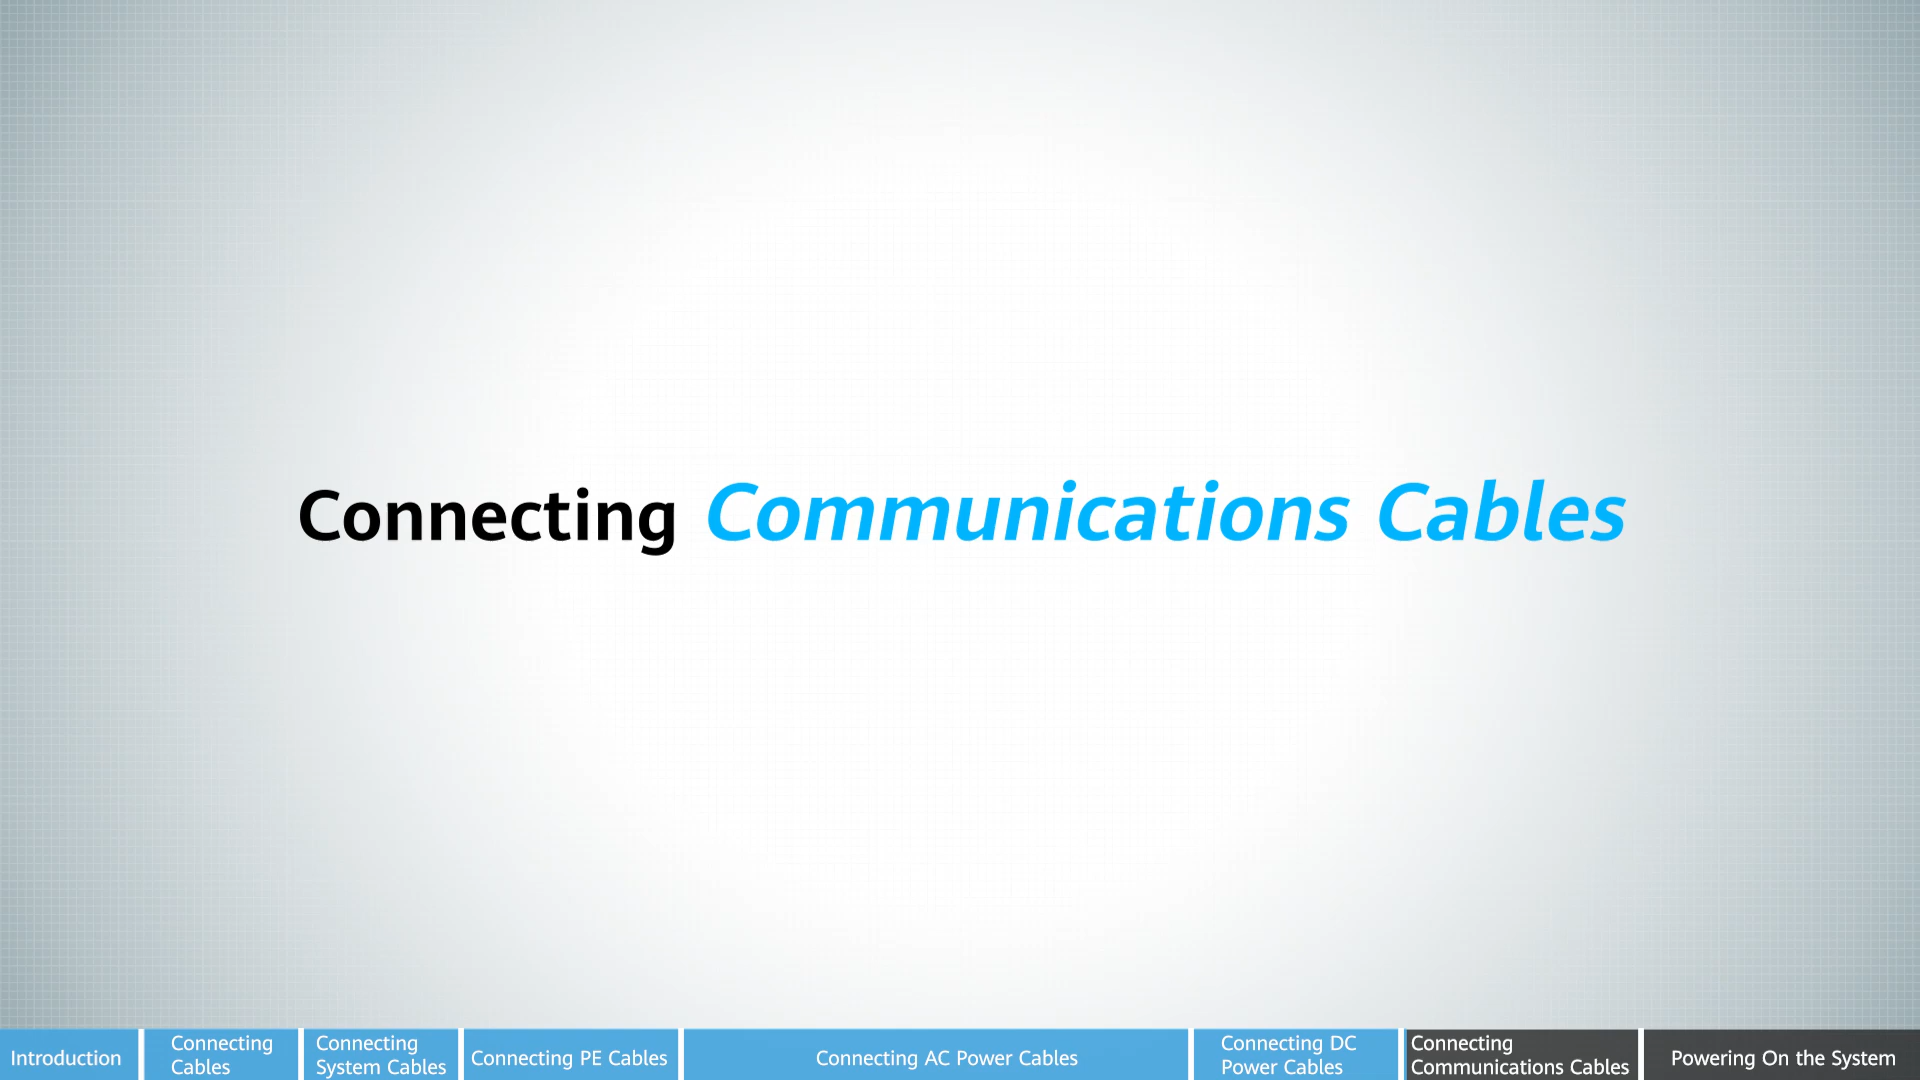 Connecting Communications Cables
Introduction
Connecting
Cables
Connecting
System Cables
Connecting PE Cables
Connecting AC Power Cables
Connecting DC
Power Cables
Connecting
Communications Cables
Powering On the System